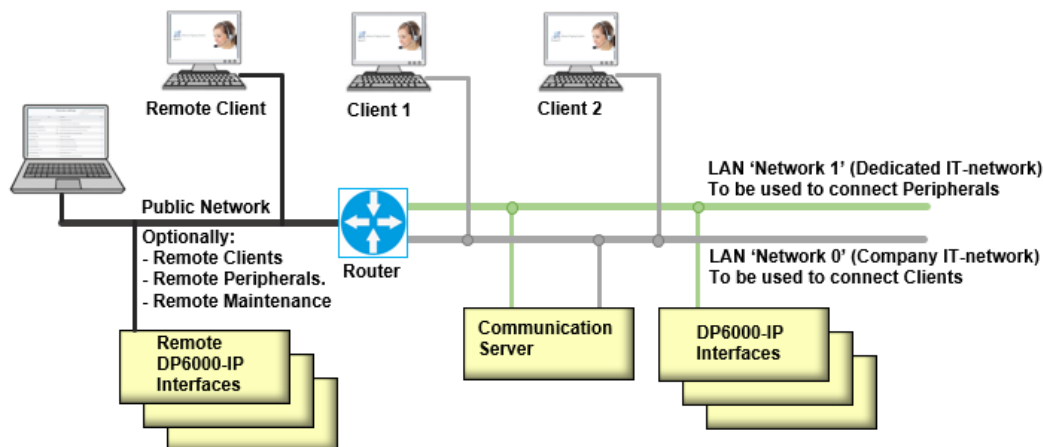 Remote Client
Client 1
Client 2
LAN ‘Network 1’ (Dedicated IT-network)
To be used to connect Peripherals
Public Network
Optionally:
- Remote Clients
- Remote Peripherals.
- Remote Maintenance
Router
LAN ‘Network 0’ (Company IT-network)
To be used to connect Clients
Remote
DP6000-IP
Interfaces
Communication
Server
DP6000-IP
Interfaces